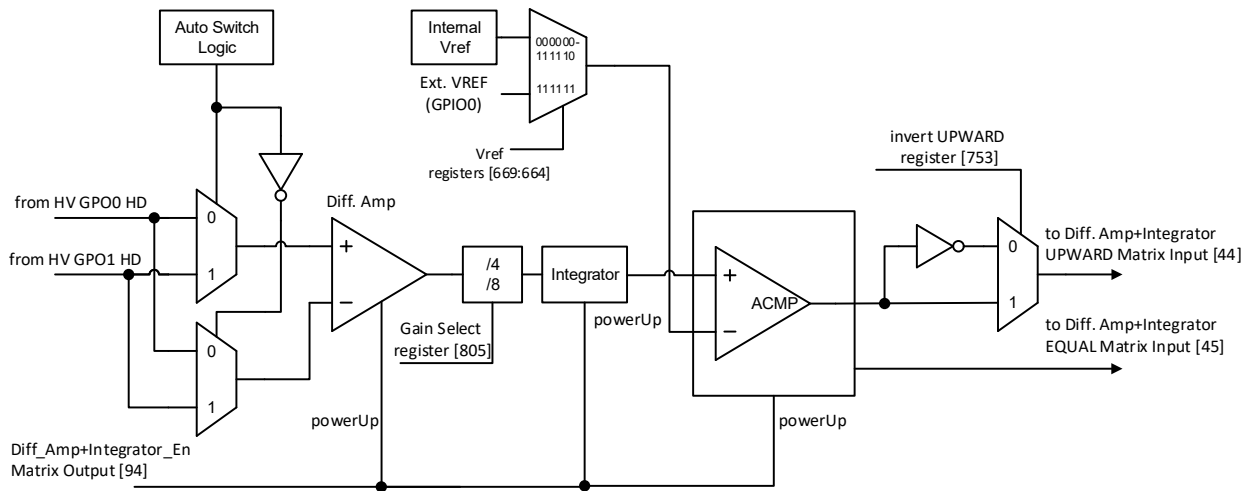 Auto Switch
Logic
Internal
Vref
000000-
111110
111111
Ext. VREF
(GPIO0)
Vref
registers [669:664]
invert UPWARD
register [753]
from HV GPO0 HD
from HV GPO1 HD
0
1
0
1
Diff. Amp
+
−
/4
/8
Gain Select
register [805]
Integrator
powerUp
+
−
ACMP
0
1
to Diff. Amp+Integrator
UPWARD Matrix Input [44]
to Diff. Amp+Integrator
EQUAL Matrix Input [45]
powerUp
powerUp
Diff_Amp+Integrator_En
Matrix Output [94]